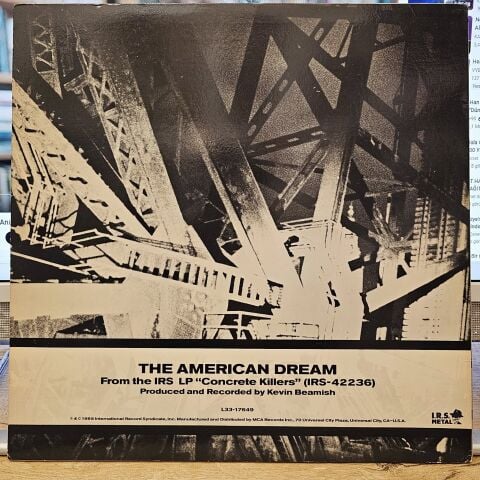 THE AMERICAN DREAM
From the IRS LP "Concrete Killers" (IRS-42236)
Produced and Recorded by Kevin Beamish
L33-17649
International Record Syndicate, Inc. Manufactured and Distributed by MCA Records Inc., 70 Universal City Plaza, Universal City, CA–U.S.A.
I.R.S.
METAL